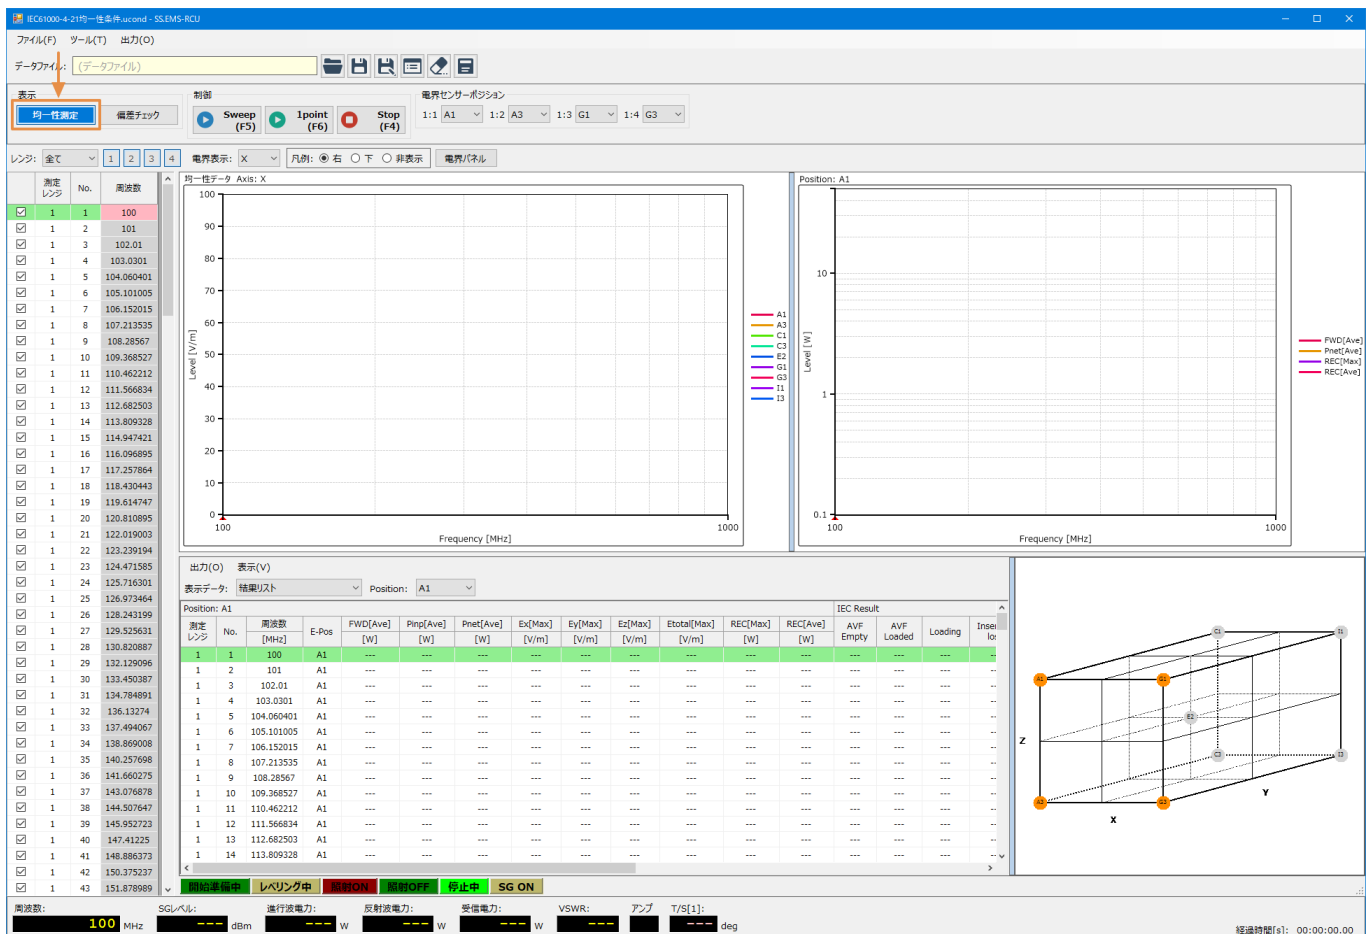 IEC61000-4-21均一性条件.ucond - SS.EMS-RCU
ファイル(F) ツール(T) 出力(O)
データファイル: (データファイル)
表示 制御 電界センサーポジション
均一性測定 偏差チェック Sweep (F5) 1point (F6) Stop (F4) 1:1 A1 1:2 A3 1:3 G1 1:4 G3
レンジ: 全て 1 2 3 4 電界表示: X 凡例: 右 下 非表示 電界パネル
測定レンジ No. 周波数
1 1 100
1 2 101
1 3 102.01
1 4 103.0301
1 5 104.060401
1 6 105.101005
1 7 106.152015
1 8 107.213535
1 9 108.28567
1 10 109.368527
1 11 110.462212
1 12 111.566834
1 13 112.682503
1 14 113.809328
1 15 114.947421
1 16 116.096895
1 17 117.257864
1 18 118.430443
1 19 119.614747
1 20 120.810895
1 21 122.019003
1 22 123.239194
1 23 124.471585
1 24 125.716301
1 25 126.973464
1 26 128.243199
1 27 129.525631
1 28 130.820887
1 29 132.129096
1 30 133.450387
1 31 134.784891
1 32 136.13274
1 33 137.494067
1 34 138.869008
1 35 140.257698
1 36 141.660275
1 37 143.076878
1 38 144.507647
1 39 145.952723
1 40 147.41225
1 41 148.886373
1 42 150.375237
1 43 151.878989
均一性データ Axis: X
Level [V/m]
100
90
80
70
60
50
40
30
20
10
0
100 1000
Frequency [MHz]
A1
A3
C1
C3
E2
G1
G3
I1
I3
Position: A1
Level [W]
10
1
0.1
100 1000
Frequency [MHz]
FWD[Ave]
Pnet[Ave]
REC[Max]
REC[Ave]
出力(O) 表示(V)
表示データ: 結果リスト Position: A1
Position: A1 IEC Result
測定レンジ No. 周波数 [MHz] E-Pos FWD[Ave] [W] Pinp[Ave] [W] Pnet[Ave] [W] Ex[Max] [V/m] Ey[Max] [V/m] Ez[Max] [V/m] Etotal[Max] [V/m] REC[Max] [W] REC[Ave] [W] AVF Empty AVF Loaded Loading
1 1 100 A1 --- --- --- --- --- --- --- --- --- --- --- --- --
1 2 101 A1 --- --- --- --- --- --- --- --- --- --- --- --- --
1 3 102.01 A1 --- --- --- --- --- --- --- --- --- --- --- --- --
1 4 103.0301 A1 --- --- --- --- --- --- --- --- --- --- --- --- --
1 5 104.060401 A1 --- --- --- --- --- --- --- --- --- --- --- --- --
1 6 105.101005 A1 --- --- --- --- --- --- --- --- --- --- --- --- --
1 7 106.152015 A1 --- --- --- --- --- --- --- --- --- --- --- --- --
1 8 107.213535 A1 --- --- --- --- --- --- --- --- --- --- --- --- --
1 9 108.28567 A1 --- --- --- --- --- --- --- --- --- --- --- --- --
1 10 109.368527 A1 --- --- --- --- --- --- --- --- --- --- --- --- --
1 11 110.462212 A1 --- --- --- --- --- --- --- --- --- --- --- --- --
1 12 111.566834 A1 --- --- --- --- --- --- --- --- --- --- --- --- --
1 13 112.682503 A1 --- --- --- --- --- --- --- --- --- --- --- --- --
1 14 113.809328 A1 --- --- --- --- --- --- --- --- --- --- --- --- --
C1 I1
A1 G1
E2
Z
C3 I3
Y
A3 G3
X
開始準備中 レベリング中 照射ON 照射OFF 停止中 SG ON
周波数: SGレベル: 進行波電力: 反射波電力: 受信電力: VSWR: アンプ T/S[1]:
100 MHz --- dBm --- W --- W --- W --- --- deg
経過時間[s]: 00:00:00.00